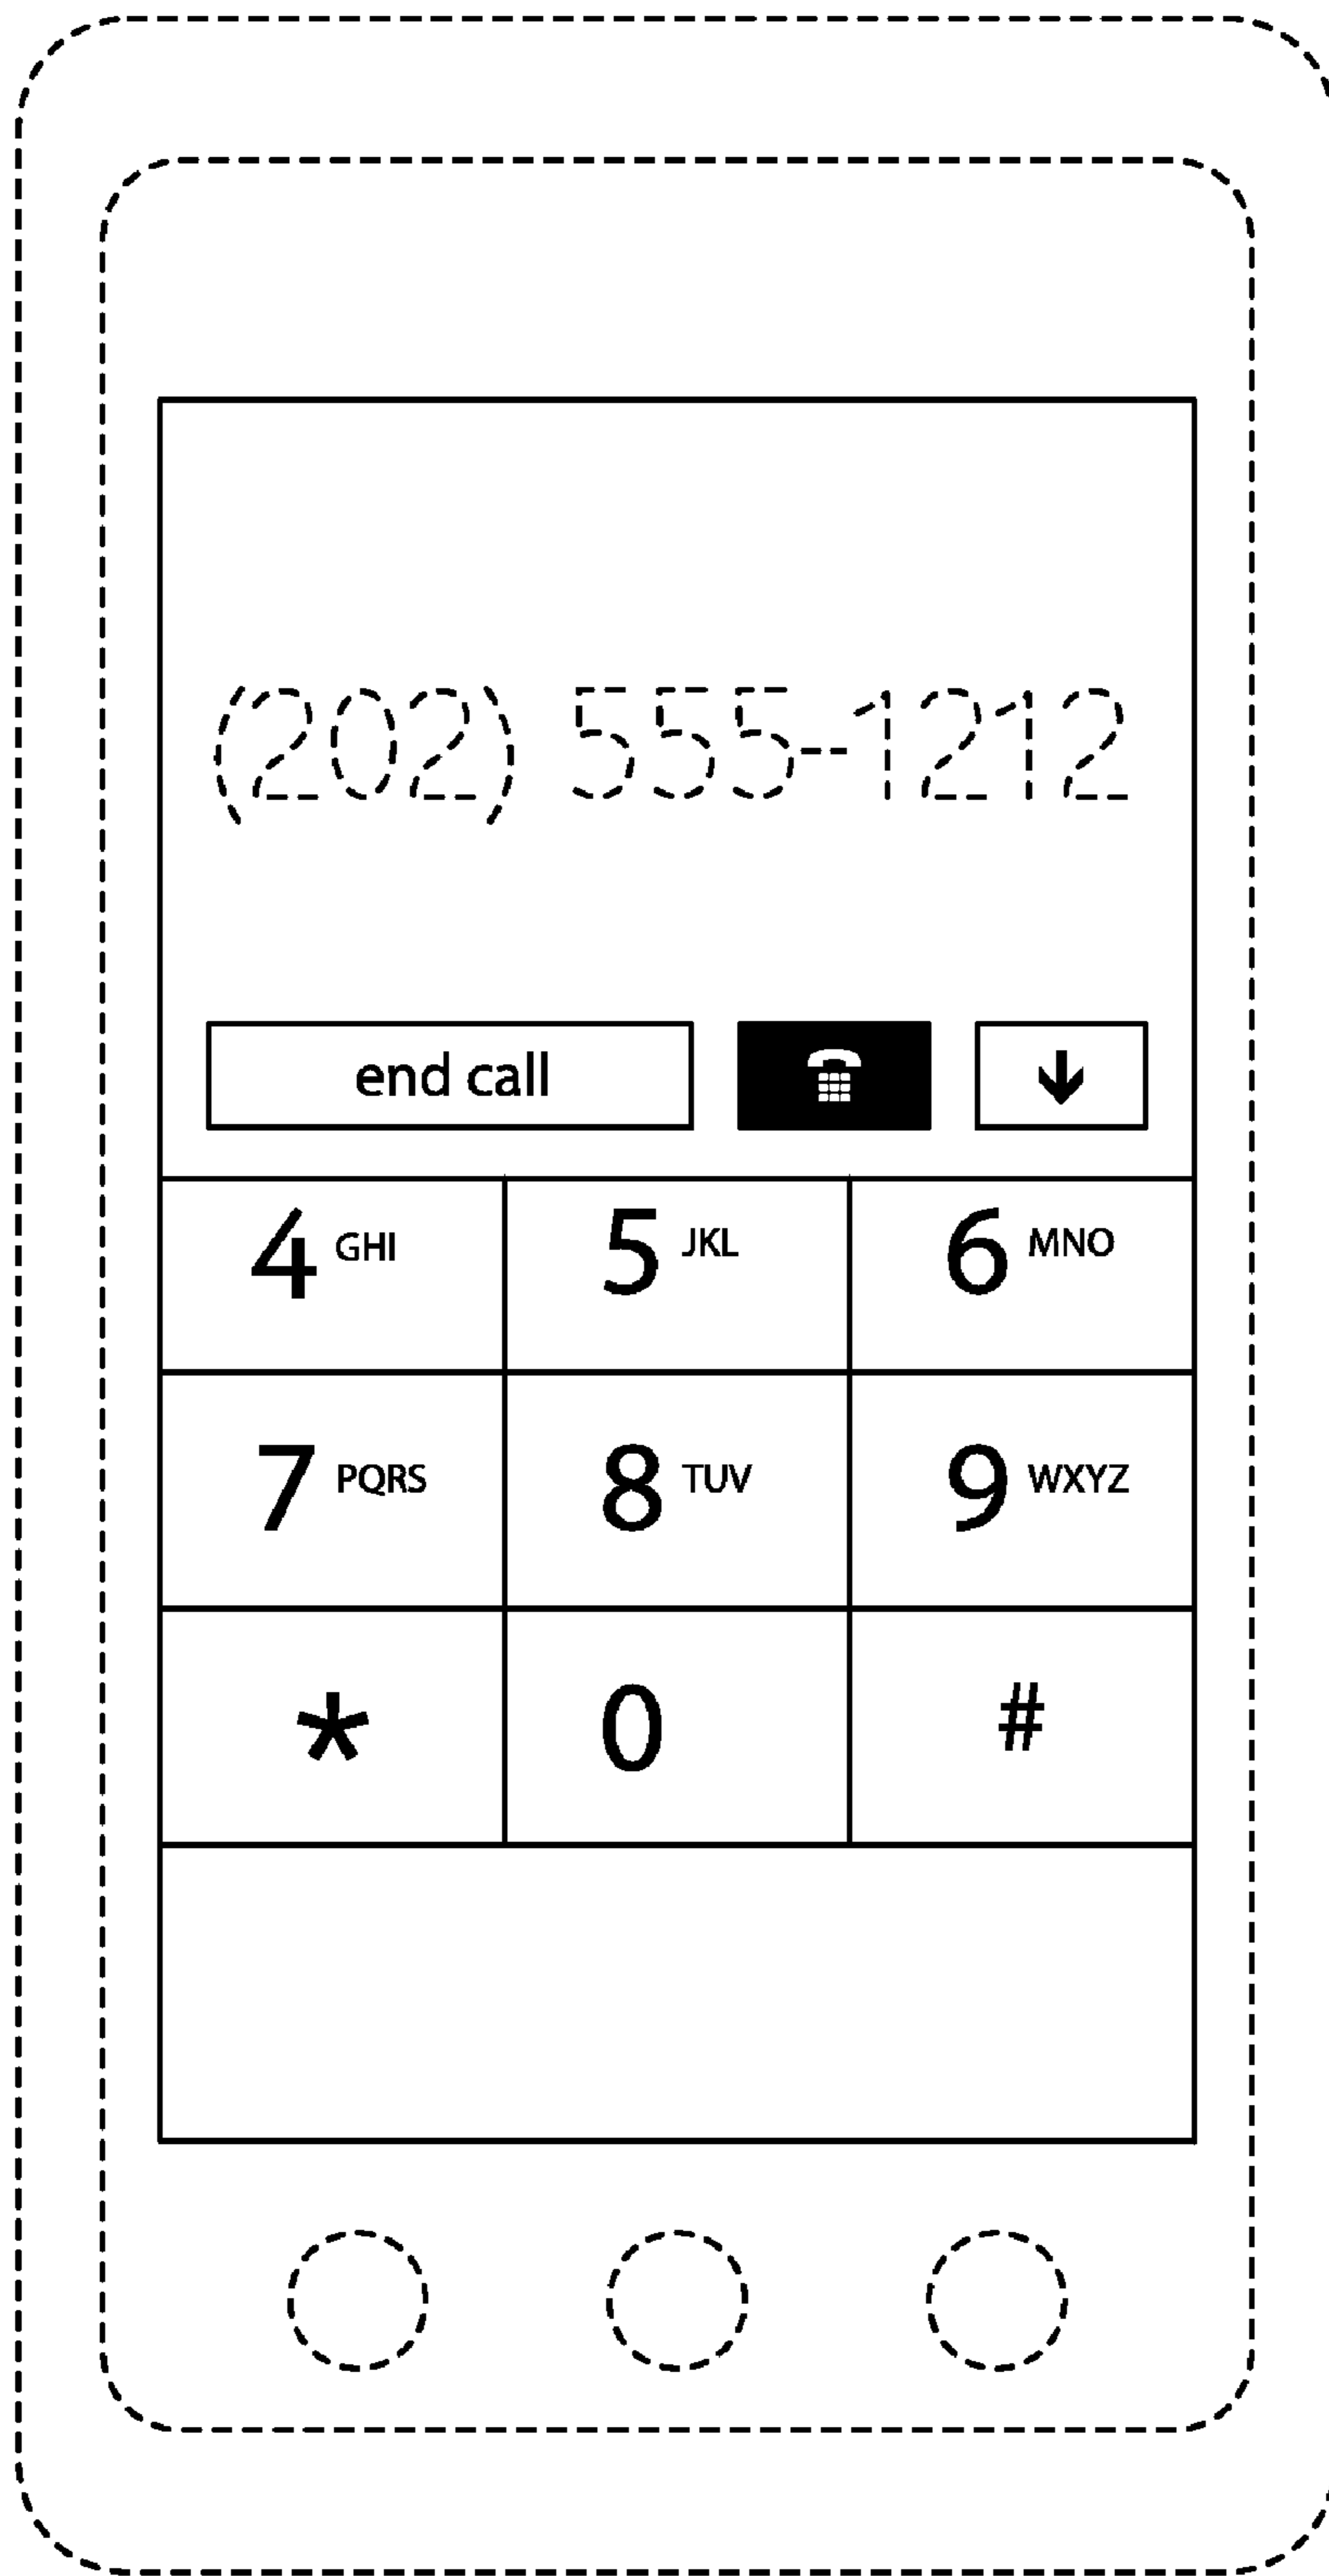 (202) 555-1212
end call
4 GHI 5 JKL 6 MNO
7 PQRS 8 TUV 9 WXYZ
* 0 #